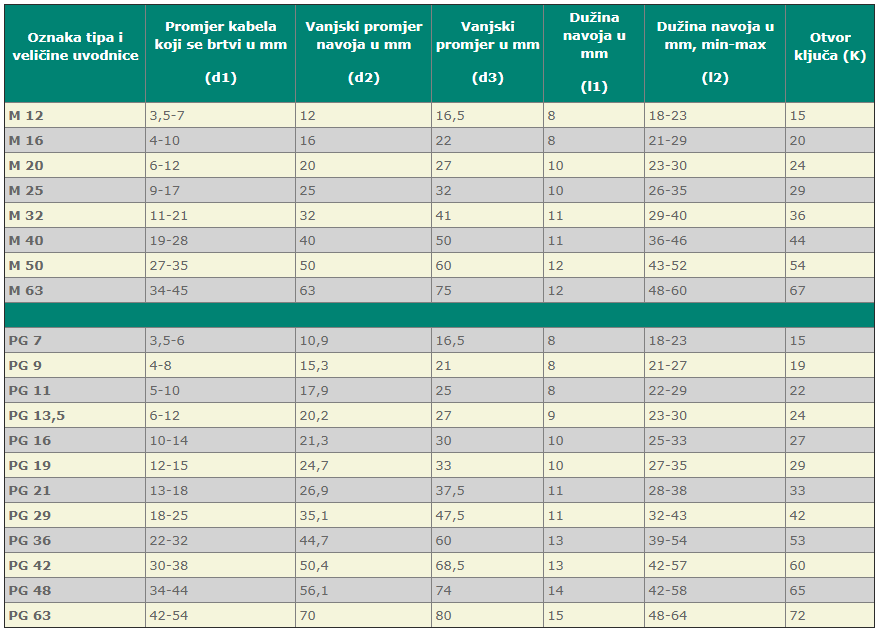 Oznaka tipa i
veličine uvodnice
Promjer kabela
koji se brtvi u mm
(d1)
Vanjski promjer
navoja u mm
(d2)
Vanjski
promjer u mm
(d3)
Dužina
navoja u
mm
(l1)
Dužina navoja u
mm, min-max
(l2)
Otvor
ključa (K)
M 12 3,5-7 12 16,5 8 18-23 15
M 16 4-10 16 22 8 21-29 20
M 20 6-12 20 27 10 23-30 24
M 25 9-17 25 32 10 26-35 29
M 32 11-21 32 41 11 29-40 36
M 40 19-28 40 50 11 36-46 44
M 50 27-35 50 60 12 43-52 54
M 63 34-45 63 75 12 48-60 67
PG 7 3,5-6 10,9 16,5 8 18-23 15
PG 9 4-8 15,3 21 8 21-27 19
PG 11 5-10 17,9 25 8 22-29 22
PG 13,5 6-12 20,2 27 9 23-30 24
PG 16 10-14 21,3 30 10 25-33 27
PG 19 12-15 24,7 33 10 27-35 29
PG 21 13-18 26,9 37,5 11 28-38 33
PG 29 18-25 35,1 47,5 11 32-43 42
PG 36 22-32 44,7 60 13 39-54 53
PG 42 30-38 50,4 68,5 13 42-57 60
PG 48 34-44 56,1 74 14 42-58 65
PG 63 42-54 70 80 15 48-64 72